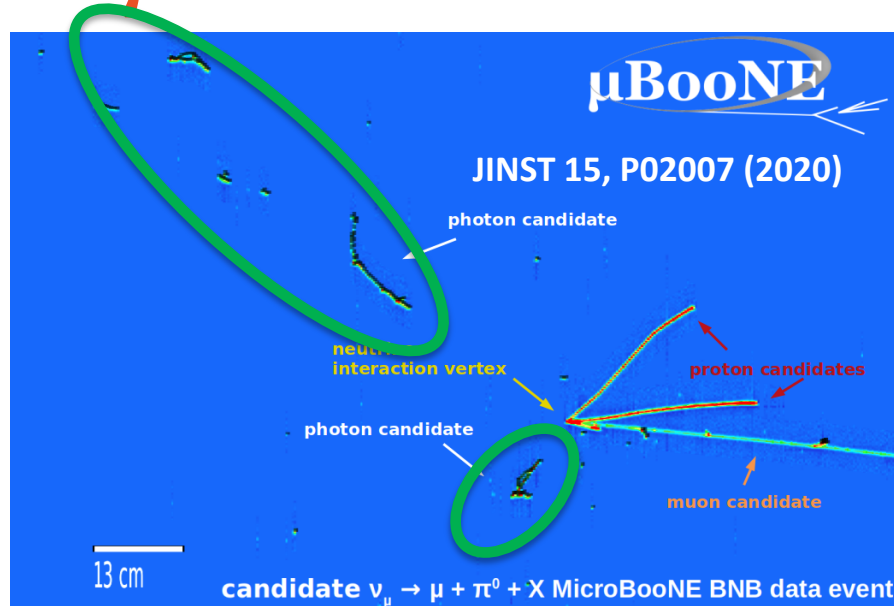 µBooNE
JINST 15, P02007 (2020)
photon candidate
interaction vertex
proton candidates
photon candidate
muon candidate
13 cm
candidate νμ → μ + π⁰ + X MicroBooNE BNB data event